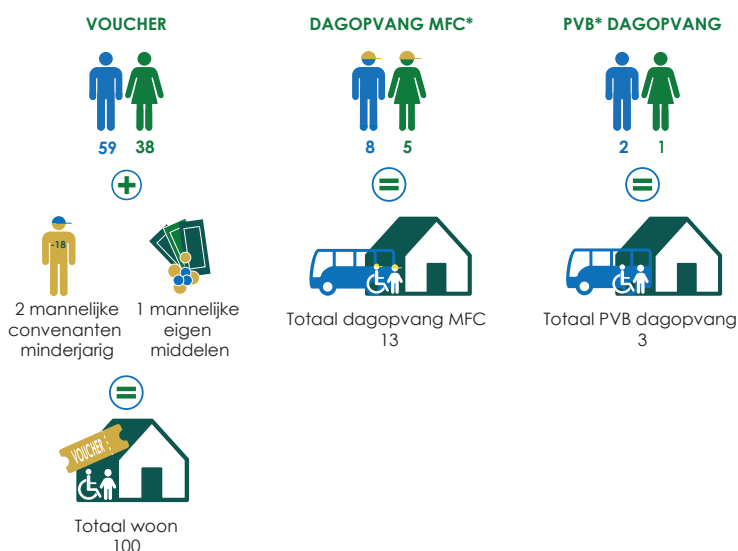 VOUCHER
59 38
-18
2 mannelijke
convenanten
minderjarig
1 mannelijke
eigen
middelen
VOUCHER
Totaal woon
100
DAGOPVANG MFC*
8 5
Totaal dagopvang MFC
13
PVB* DAGOPVANG
2 1
Totaal PVB dagopvang
3